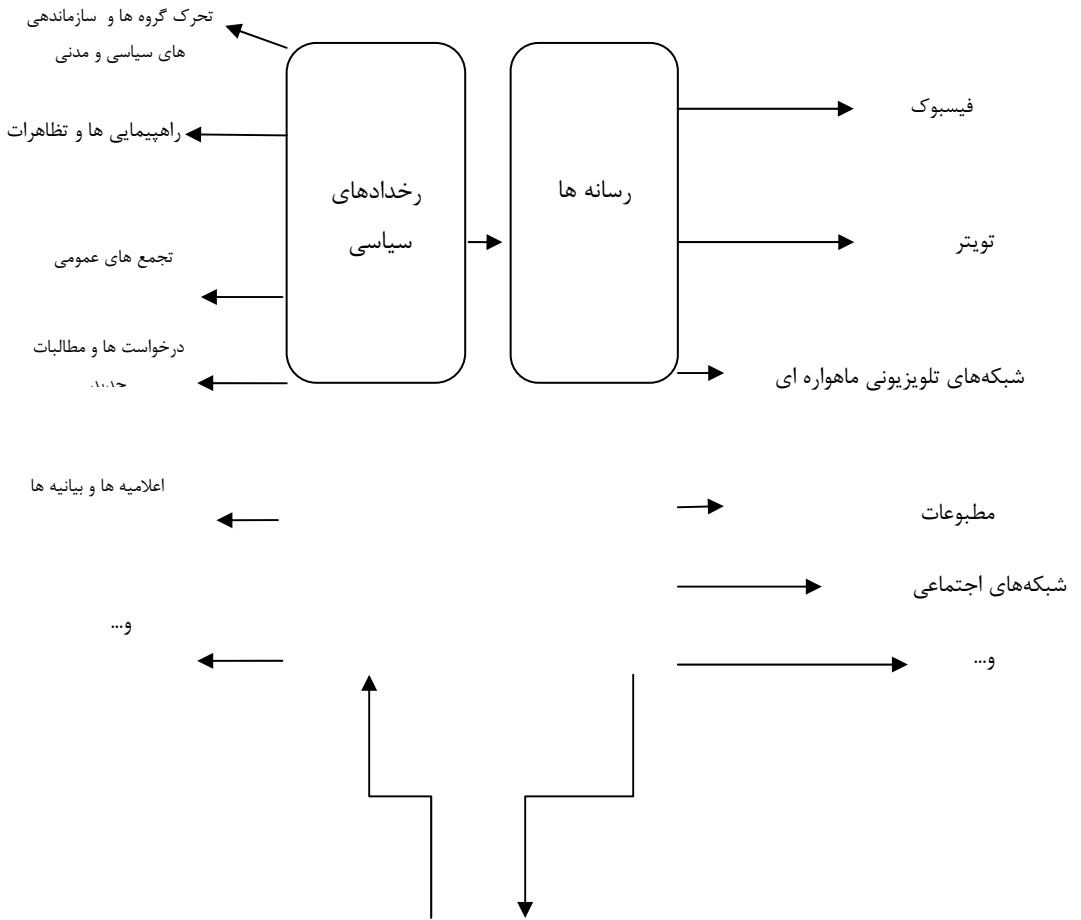 تحرک گروه ها و سازماندهی
های سیاسی و مدنی
راهپیمایی ها و تظاهرات
تجمع های عمومی
درخواست ها و مطالبات
اعلامیه ها و بیانیه ها
و...
رخدادهای
سیاسی
رسانه ها
فیسبوک
تویتر
شبکه‌های تلویزیونی ماهواره ای
مطبوعات
شبکه‌های اجتماعی
و...